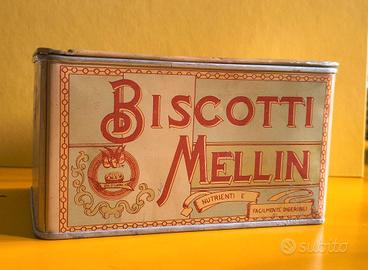 BISCOTTI
MELLIN
NUTRIENTI E
FACILMENTE DIGERIBILI
subito